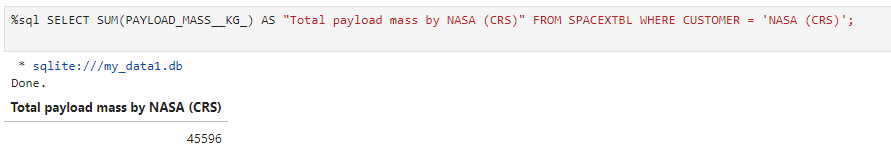 %sql SELECT SUM(PAYLOAD_MASS__KG_) AS "Total payload mass by NASA (CRS)" FROM SPACEXTBL WHERE CUSTOMER = 'NASA (CRS)';
* sqlite:///my_data1.db
Done.
Total payload mass by NASA (CRS)
45596